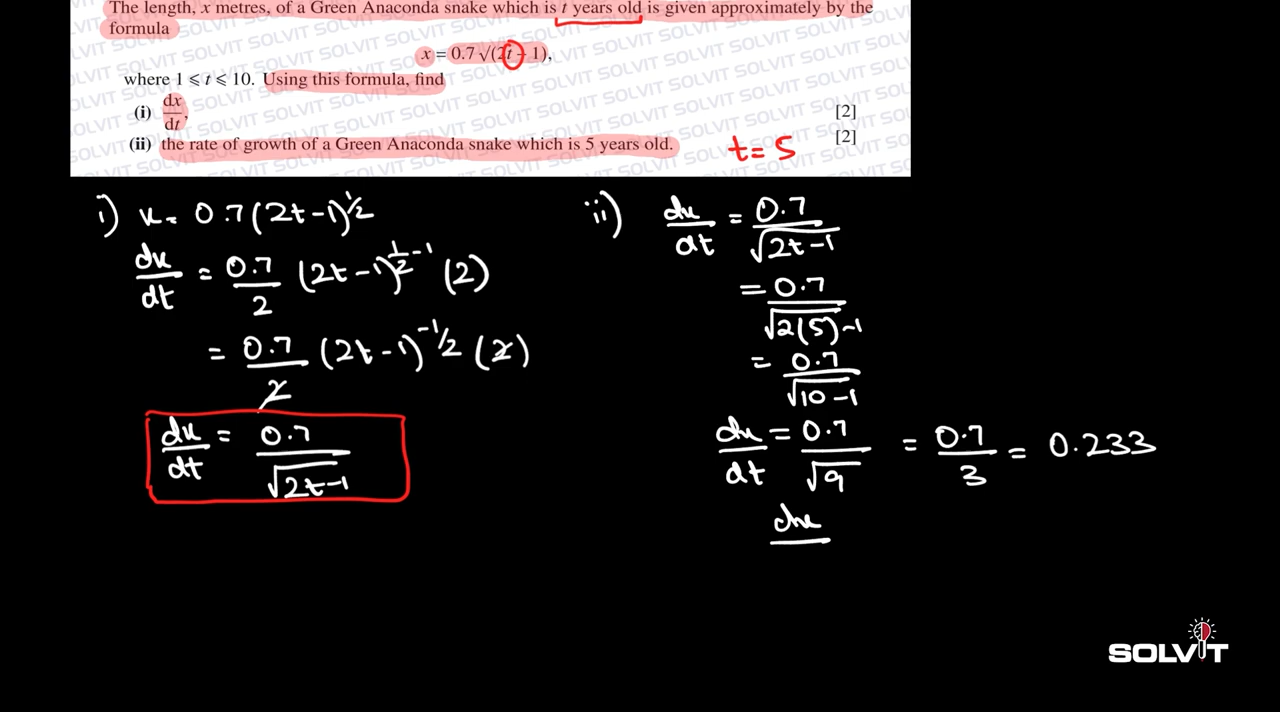 The length, x metres, of a Green Anaconda snake which is t years old is given approximately by the
formula
x = 0.7 √(2t − 1),
where 1 ⩽ t ⩽ 10. Using this formula, find
(i) dx/dt, [2]
(ii) the rate of growth of a Green Anaconda snake which is 5 years old. [2]
t = 5
i) x = 0.7 (2t − 1)^1/2
dx/dt = 0.7/2 (2t − 1)^1/2 − 1 (2)
= 0.7/2 (2t − 1)^−1/2 (2)
dx/dt = 0.7/√2t − 1
ii) dx/dt = 0.7/√2t − 1
= 0.7/√2(5) − 1
= 0.7/√10 − 1
dx/dt = 0.7/√9 = 0.7/3 = 0.233
dx
SOLVIT